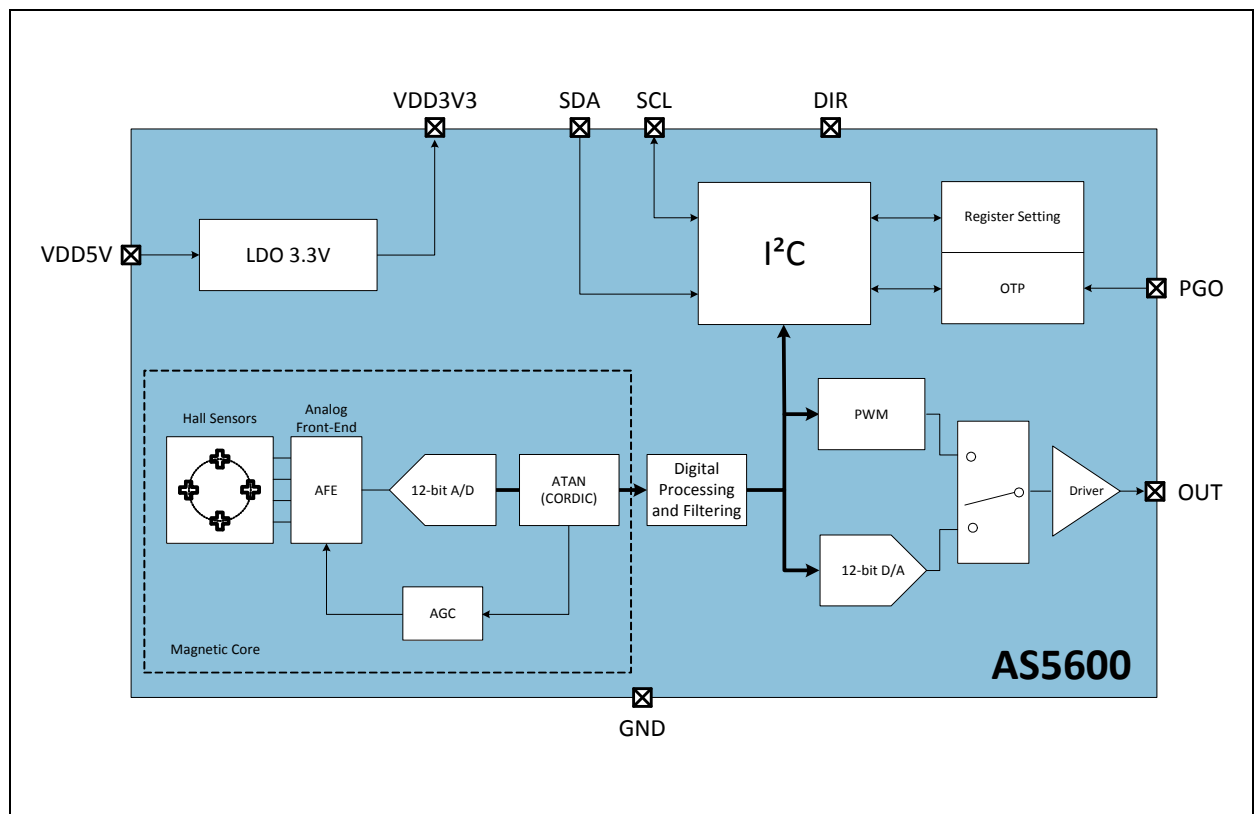 VDD3V3
SDA
SCL
DIR
VDD5V
LDO 3.3V
I²C
Register Setting
OTP
PGO
Hall Sensors
Analog
Front-End
AFE
12-bit A/D
ATAN
(CORDIC)
Digital
Processing
and Filtering
PWM
12-bit D/A
Driver
OUT
AGC
Magnetic Core
AS5600
GND